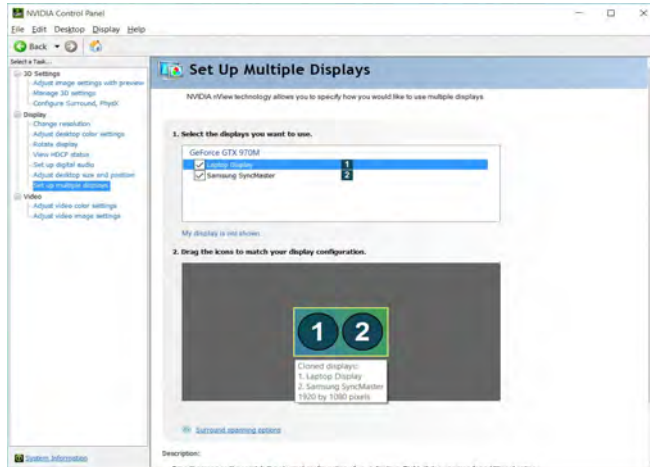 NVIDIA Control Panel
File Edit Desktop Display Help
Back
Select a Task...
3D Settings
Adjust image settings with preview
Manage 3D settings
Configure Surround, PhysX
Display
Change resolution
Adjust desktop color settings
Rotate display
View HDCP status
Set up digital audio
Adjust desktop size and position
Set up multiple displays
Video
Adjust video color settings
Adjust video image settings
System Information
Set Up Multiple Displays
NVIDIA nView technology allows you to specify how you would like to use multiple displays.
1. Select the displays you want to use.
GeForce GTX 970M
Laptop Display 1
Samsung SyncMaster 2
My display is not shown
2. Drag the icons to match your display configuration.
1 2
Cloned displays:
1. Laptop Display
2. Samsung SyncMaster
1920 by 1080 pixels
Surround spanning options
Description: